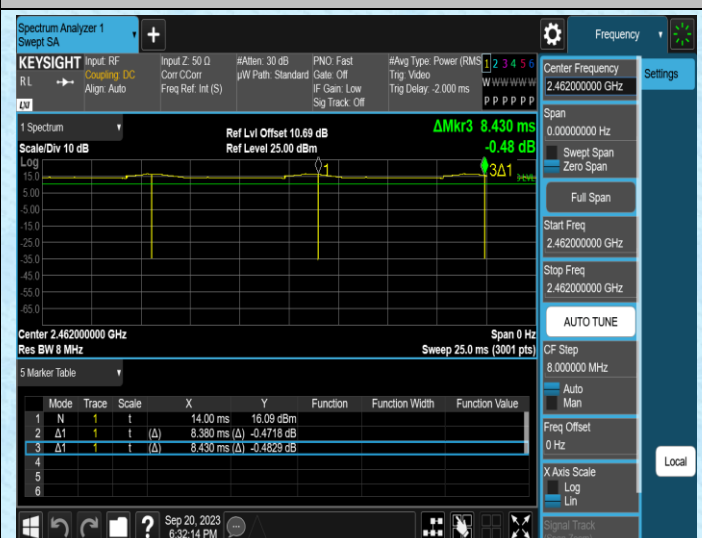 Spectrum Analyzer 1
Swept SA
Frequency
KEYSIGHT
RL
Input: RF
Coupling: DC
Align: Auto
Input Z: 50 Ω
Corr CCorr
Freq Ref: Int (S)
#Atten: 30 dB
µW Path: Standard
PNO: Fast
Gate: Off
IF Gain: Low
Sig Track: Off
#Avg Type: Power (RMS
Trig: Video
Trig Delay: -2.000 ms
1 2 3 4 5 6
W W W W W W
P P P P P P
1 Spectrum
Scale/Div 10 dB
Ref Lvl Offset 10.69 dB
Ref Level 25.00 dBm
ΔMkr3 8.430 ms
-0.48 dB
Log
15.0
5.00
-5.00
-15.0
-25.0
-35.0
-45.0
-55.0
-65.0
1
3Δ1
Center 2.462000000 GHz
Res BW 8 MHz
Span 0 Hz
Sweep 25.0 ms (3001 pts)
5 Marker Table
Mode Trace Scale X Y Function Function Width Function Value
1 N 1 t 14.00 ms 16.09 dBm
2 Δ1 1 t (Δ) 8.380 ms (Δ) -0.4718 dB
3 Δ1 1 t (Δ) 8.430 ms (Δ) -0.4829 dB
4
5
6
Sep 20, 2023
6:32:14 PM
Center Frequency
2.462000000 GHz
Span
0.00000000 Hz
Swept Span
Zero Span
Full Span
Start Freq
2.462000000 GHz
Stop Freq
2.462000000 GHz
AUTO TUNE
CF Step
8.000000 MHz
Auto
Man
Freq Offset
0 Hz
X Axis Scale
Log
Lin
Signal Track
Settings
Local